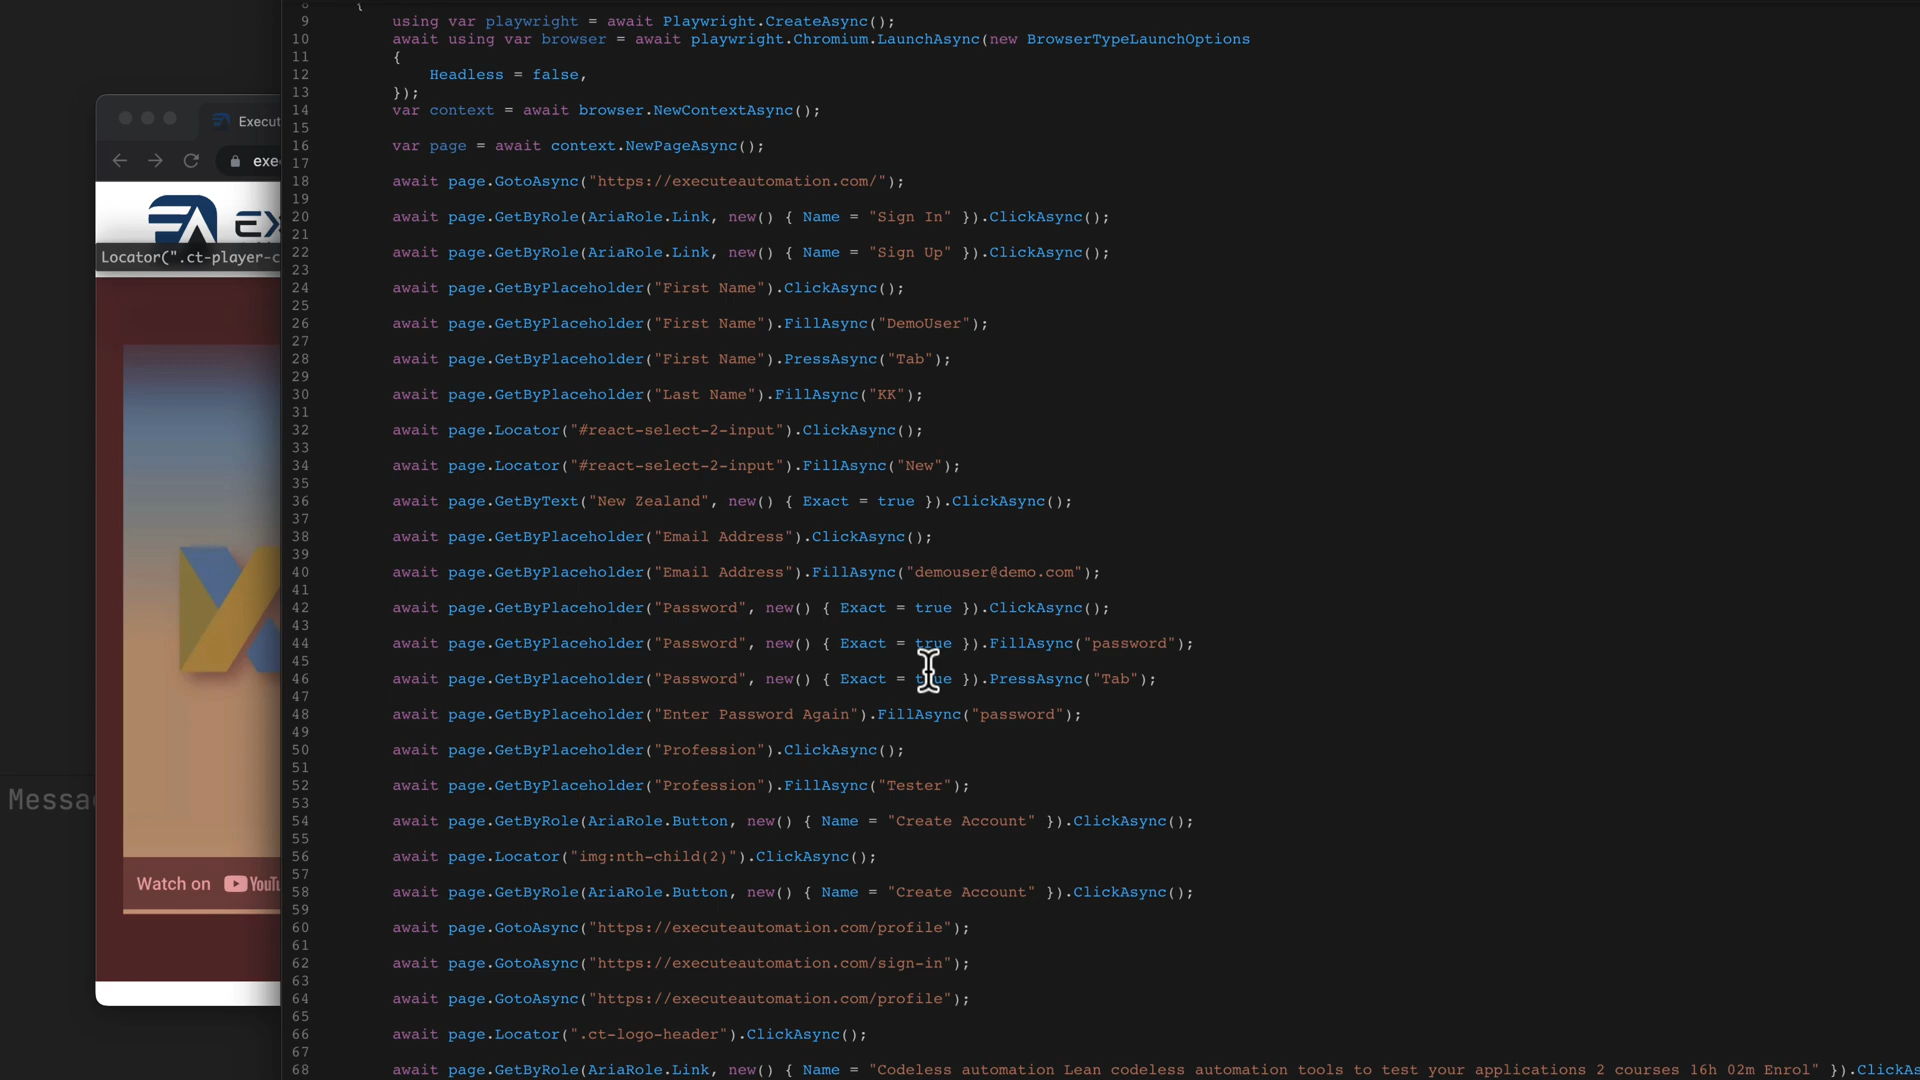 8 {
9 using var playwright = await Playwright.CreateAsync();
10 await using var browser = await playwright.Chromium.LaunchAsync(new BrowserTypeLaunchOptions
11 {
12 Headless = false,
13 });
14 var context = await browser.NewContextAsync();
15
16 var page = await context.NewPageAsync();
17
18 await page.GotoAsync("https://executeautomation.com/");
19
20 await page.GetByRole(AriaRole.Link, new() { Name = "Sign In" }).ClickAsync();
21
22 await page.GetByRole(AriaRole.Link, new() { Name = "Sign Up" }).ClickAsync();
23
24 await page.GetByPlaceholder("First Name").ClickAsync();
25
26 await page.GetByPlaceholder("First Name").FillAsync("DemoUser");
27
28 await page.GetByPlaceholder("First Name").PressAsync("Tab");
29
30 await page.GetByPlaceholder("Last Name").FillAsync("KK");
31
32 await page.Locator("#react-select-2-input").ClickAsync();
33
34 await page.Locator("#react-select-2-input").FillAsync("New");
35
36 await page.GetByText("New Zealand", new() { Exact = true }).ClickAsync();
37
38 await page.GetByPlaceholder("Email Address").ClickAsync();
39
40 await page.GetByPlaceholder("Email Address").FillAsync("demouser@demo.com");
41
42 await page.GetByPlaceholder("Password", new() { Exact = true }).ClickAsync();
43
44 await page.GetByPlaceholder("Password", new() { Exact = true }).FillAsync("password");
45
46 await page.GetByPlaceholder("Password", new() { Exact = true }).PressAsync("Tab");
47
48 await page.GetByPlaceholder("Enter Password Again").FillAsync("password");
49
50 await page.GetByPlaceholder("Profession").ClickAsync();
51
52 await page.GetByPlaceholder("Profession").FillAsync("Tester");
53
54 await page.GetByRole(AriaRole.Button, new() { Name = "Create Account" }).ClickAsync();
55
56 await page.Locator("img:nth-child(2)").ClickAsync();
57
58 await page.GetByRole(AriaRole.Button, new() { Name = "Create Account" }).ClickAsync();
59
60 await page.GotoAsync("https://executeautomation.com/profile");
61
62 await page.GotoAsync("https://executeautomation.com/sign-in");
63
64 await page.GotoAsync("https://executeautomation.com/profile");
65
66 await page.Locator(".ct-logo-header").ClickAsync();
67
68 await page.GetByRole(AriaRole.Link, new() { Name = "Codeless automation Lean codeless automation tools to test your applications 2 courses 16h 02m Enrol" }).ClickAs
Execut
exe
EX
Locator(".ct-player-c
Messa
Watch on YouTu